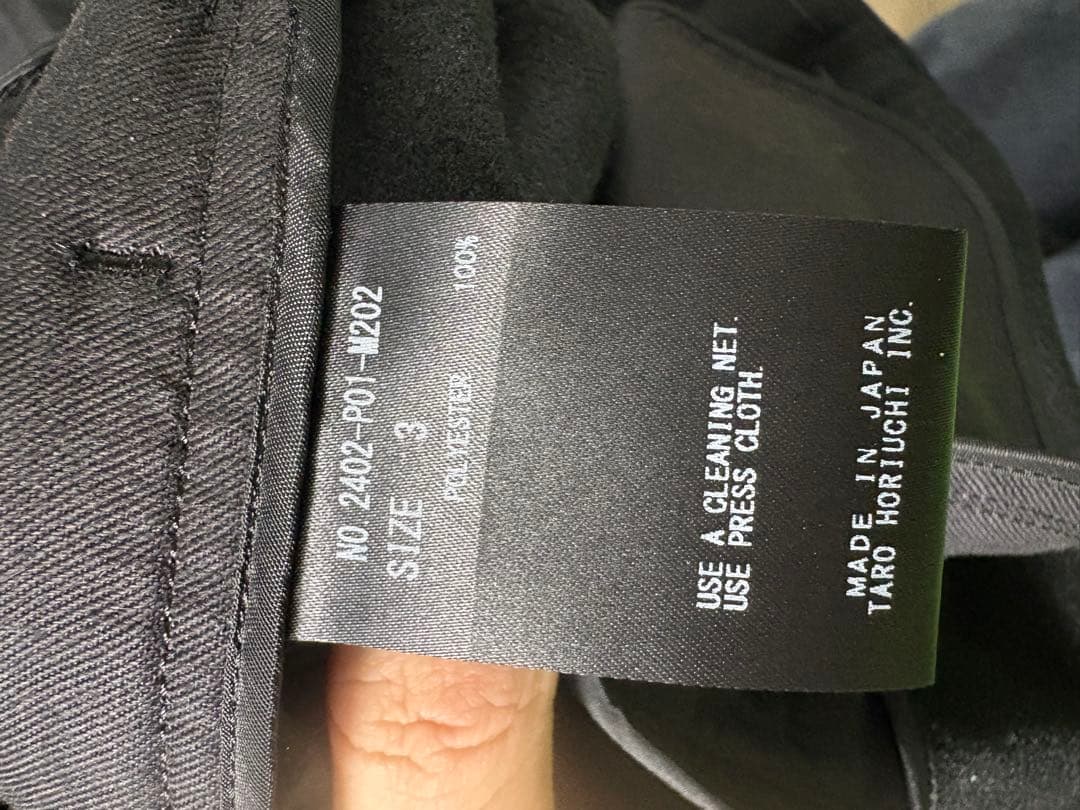 NO 2402-P01-M202
SIZE 3
POLYESTER 100%
USE A CLEANING NET.
USE PRESS CLOTH.
MADE IN JAPAN
TARO HORIUCHI INC.